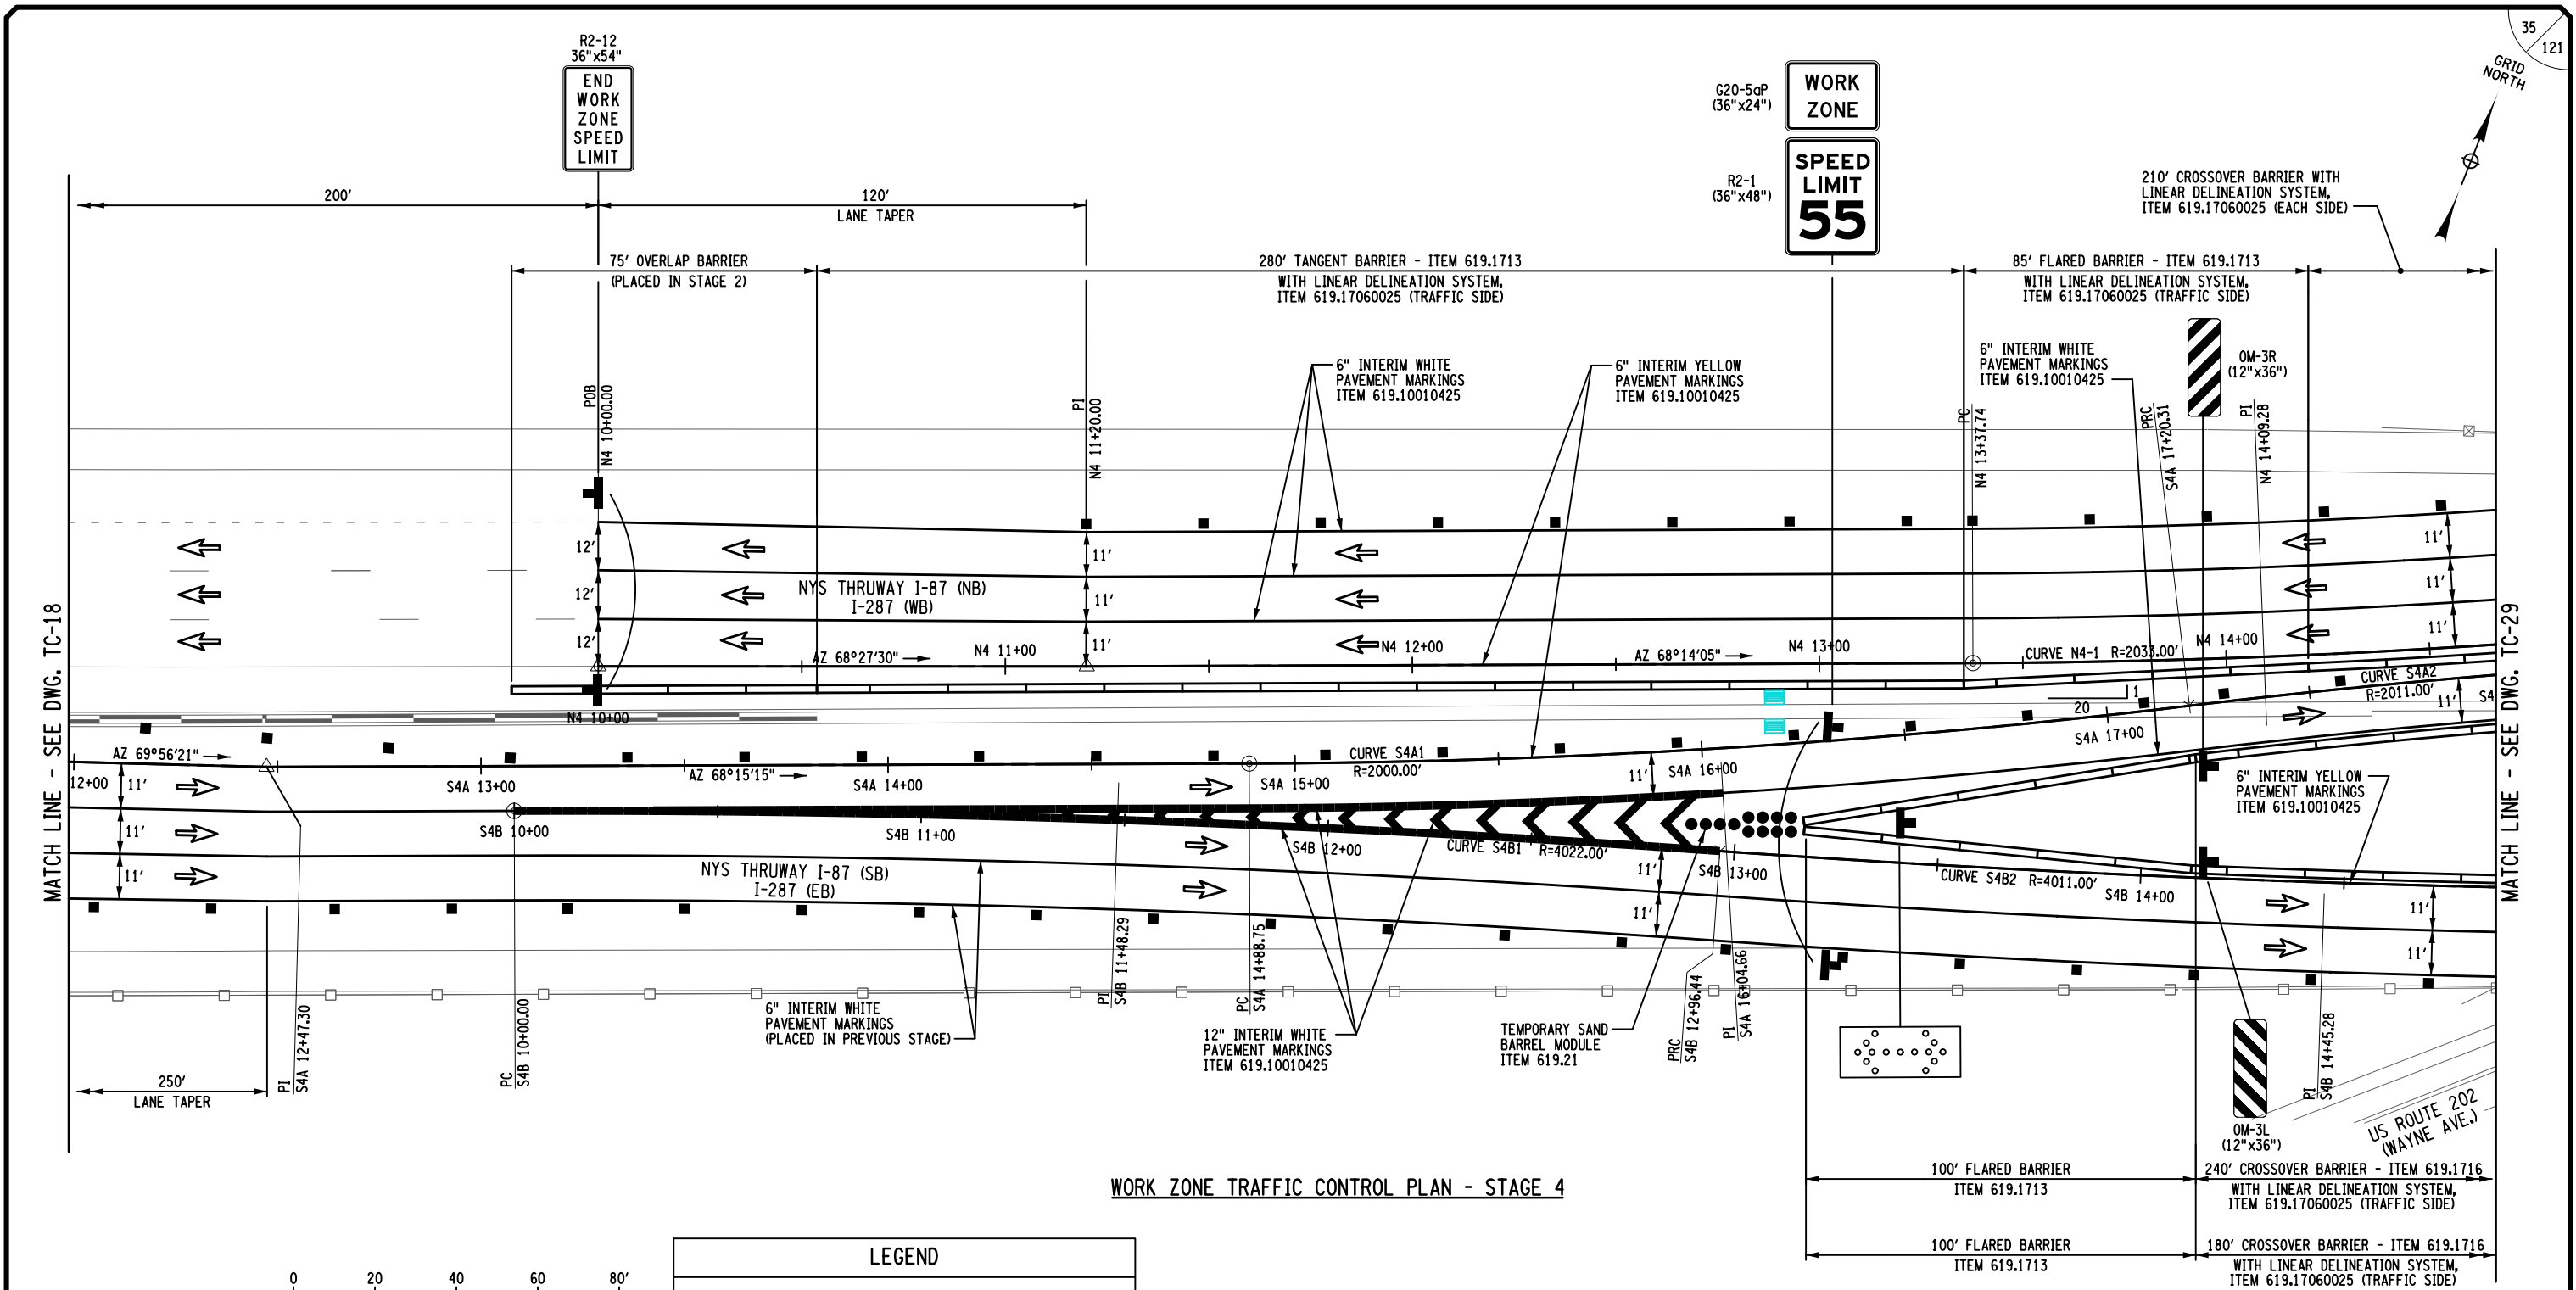 35
121
GRID
NORTH
R2-12
36"x54"
END
WORK
ZONE
SPEED
LIMIT
G20-5aP
(36"x24")
WORK
ZONE
R2-1
(36"x48")
SPEED
LIMIT
55
210' CROSSOVER BARRIER WITH
LINEAR DELINEATION SYSTEM,
ITEM 619.17060025 (EACH SIDE)
200'
120'
LANE TAPER
75' OVERLAP BARRIER
(PLACED IN STAGE 2)
280' TANGENT BARRIER - ITEM 619.1713
WITH LINEAR DELINEATION SYSTEM,
ITEM 619.17060025 (TRAFFIC SIDE)
85' FLARED BARRIER - ITEM 619.1713
WITH LINEAR DELINEATION SYSTEM,
ITEM 619.17060025 (TRAFFIC SIDE)
6" INTERIM WHITE
PAVEMENT MARKINGS
ITEM 619.10010425
6" INTERIM YELLOW
PAVEMENT MARKINGS
ITEM 619.10010425
6" INTERIM WHITE
PAVEMENT MARKINGS
ITEM 619.10010425
OM-3R
(12"x36")
POB
N4 10+00.00
PI
N4 11+20.00
PC
N4 13+37.74
PRC
S4A 17+20.31
PI
N4 14+09.28
12'
12'
12'
11'
11'
11'
11'
11'
11'
NYS THRUWAY I-87 (NB)
I-287 (WB)
AZ 68°27'30"
N4 11+00
N4 12+00
AZ 68°14'05"
N4 13+00
CURVE N4-1 R=2033.00'
N4 14+00
N4 10+00
1
20
CURVE S4A2
R=2011.00'
11'
S4
MATCH LINE - SEE DWG. TC-18
MATCH LINE - SEE DWG. TC-29
AZ 69°56'21"
12+00
11'
11'
11'
S4A 13+00
AZ 68°15'15"
S4A 14+00
S4A 15+00
CURVE S4A1
R=2000.00'
11'
S4A 16+00
S4A 17+00
S4B 10+00
S4B 11+00
S4B 12+00
CURVE S4B1 R=4022.00'
S4B 13+00
CURVE S4B2 R=4011.00'
S4B 14+00
11'
11'
11'
11'
NYS THRUWAY I-87 (SB)
I-287 (EB)
6" INTERIM YELLOW
PAVEMENT MARKINGS
ITEM 619.10010425
PI
S4A 12+47.30
PC
S4B 10+00.00
PI
S4B 11+48.29
PC
S4A 14+88.75
PRC
S4B 12+96.44
PI
S4A 16+04.66
PI
S4B 14+45.28
250'
LANE TAPER
6" INTERIM WHITE
PAVEMENT MARKINGS
(PLACED IN PREVIOUS STAGE)
12" INTERIM WHITE
PAVEMENT MARKINGS
ITEM 619.10010425
TEMPORARY SAND
BARREL MODULE
ITEM 619.21
OM-3L
(12"x36")
US ROUTE 202
(WAYNE AVE.)
100' FLARED BARRIER
ITEM 619.1713
240' CROSSOVER BARRIER - ITEM 619.1716
WITH LINEAR DELINEATION SYSTEM,
ITEM 619.17060025 (TRAFFIC SIDE)
100' FLARED BARRIER
ITEM 619.1713
180' CROSSOVER BARRIER - ITEM 619.1716
WITH LINEAR DELINEATION SYSTEM,
ITEM 619.17060025 (TRAFFIC SIDE)
WORK ZONE TRAFFIC CONTROL PLAN - STAGE 4
LEGEND
0 20 40 60 80'